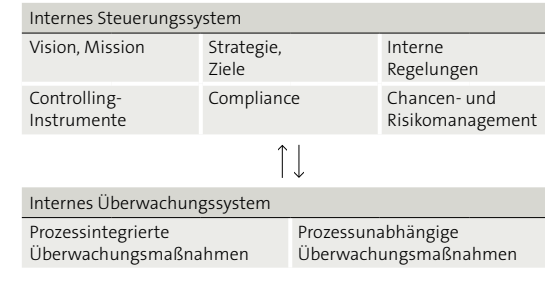 Internes Steuerungssystem
Vision, Mission
Strategie,
Ziele
Interne
Regelungen
Controlling-
Instrumente
Compliance
Chancen- und
Risikomanagement
Internes Überwachungssystem
Prozessintegrierte
Überwachungsmaßnahmen
Prozessunabhängige
Überwachungsmaßnahmen